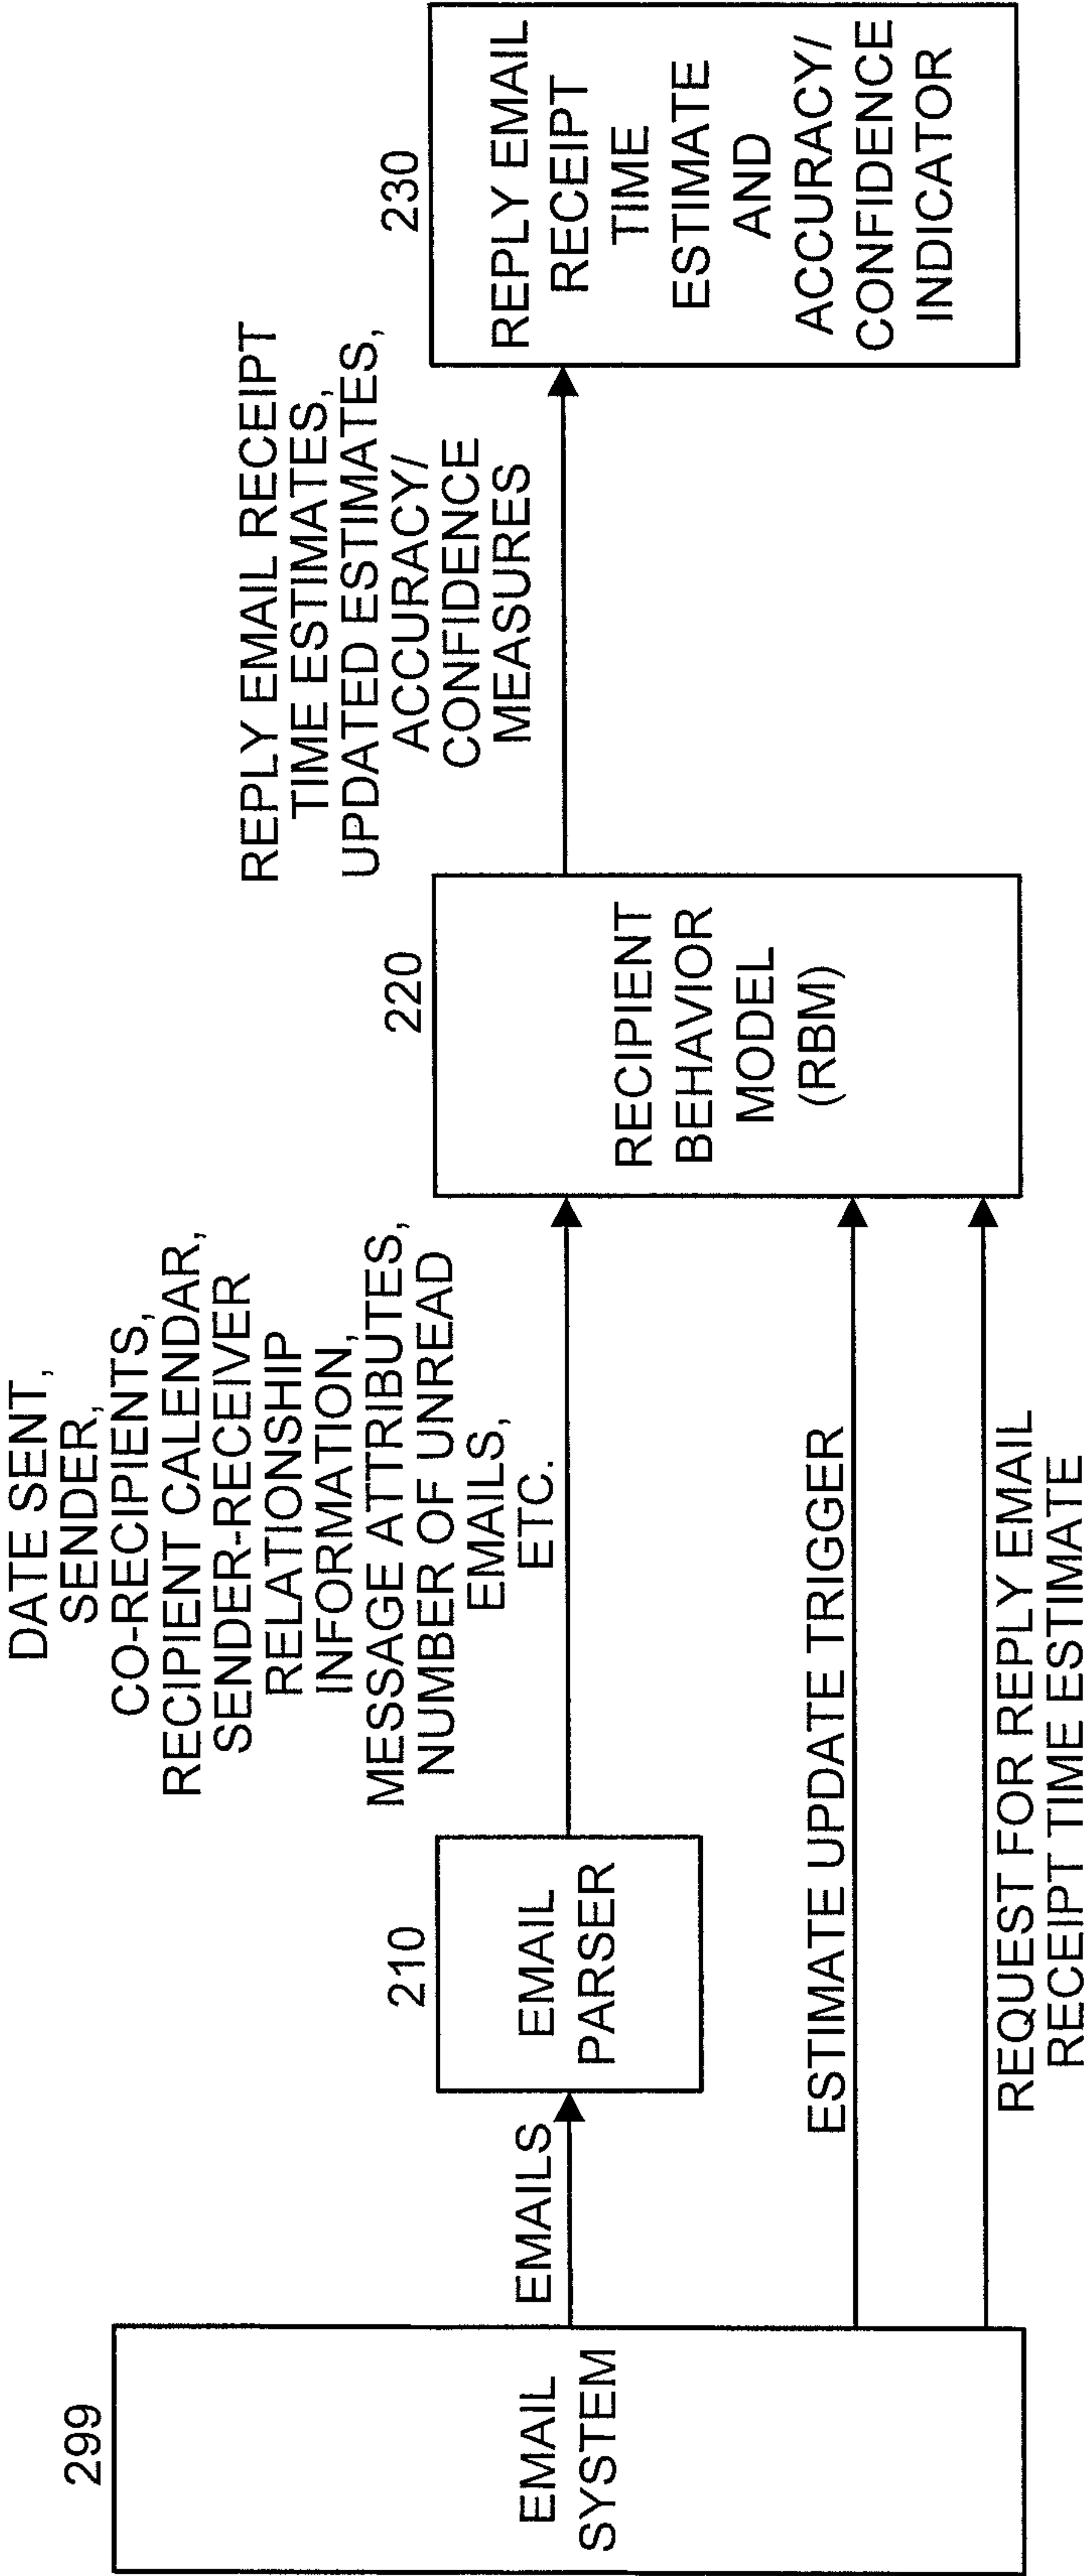 299
EMAIL
SYSTEM
EMAILS
210
EMAIL
PARSER
DATE SENT,
SENDER,
CO-RECIPIENTS,
RECIPIENT CALENDAR,
SENDER-RECEIVER
RELATIONSHIP
INFORMATION,
MESSAGE ATTRIBUTES,
NUMBER OF UNREAD
EMAILS,
ETC.
ESTIMATE UPDATE TRIGGER
REQUEST FOR REPLY EMAIL
RECEIPT TIME ESTIMATE
220
RECIPIENT
BEHAVIOR
MODEL
(RBM)
REPLY EMAIL RECEIPT
TIME ESTIMATES,
UPDATED ESTIMATES,
ACCURACY/
CONFIDENCE
MEASURES
230
REPLY EMAIL
RECEIPT
TIME
ESTIMATE
AND
ACCURACY/
CONFIDENCE
INDICATOR